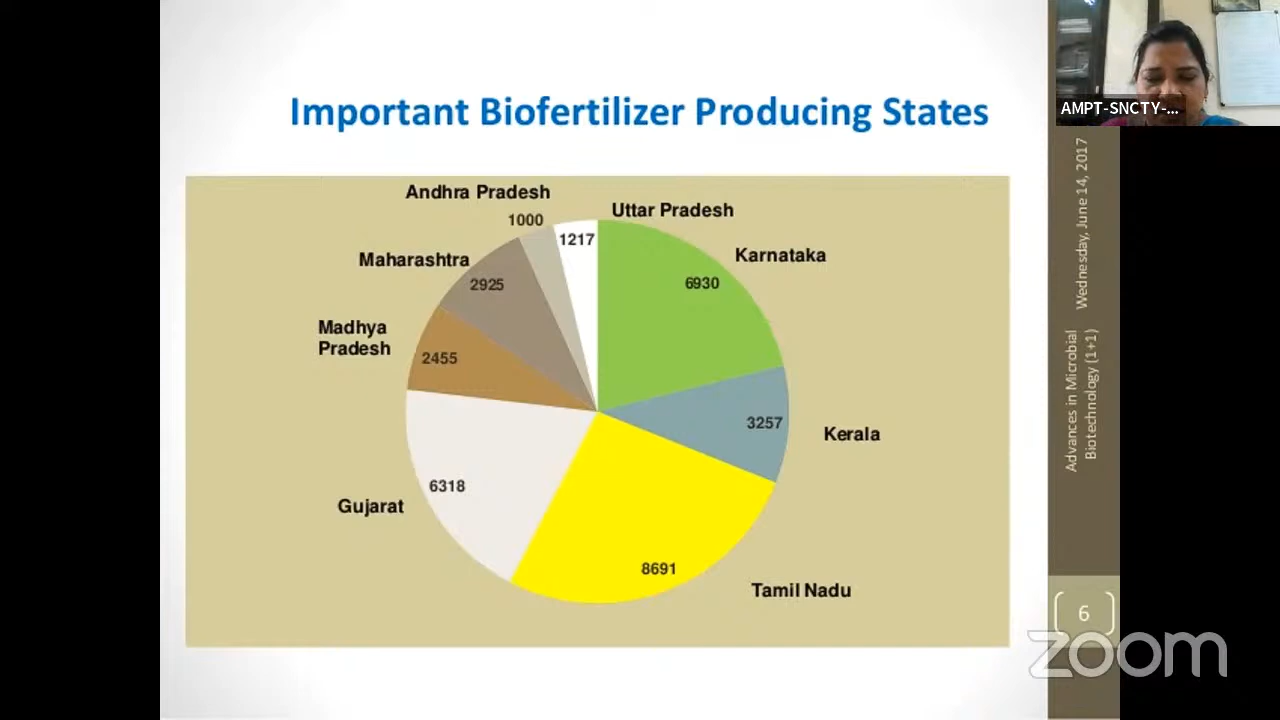 Important Biofertilizer Producing States
Andhra Pradesh
1000
1217
Uttar Pradesh
Karnataka
6930
Maharashtra
2925
Madhya
Pradesh
2455
3257
Kerala
6318
Gujarat
8691
Tamil Nadu
AMPT-SNCTY-...
Wednesday, June 14, 2017
Advances in Microbial
Biotechnology (1+1)
6
zoom